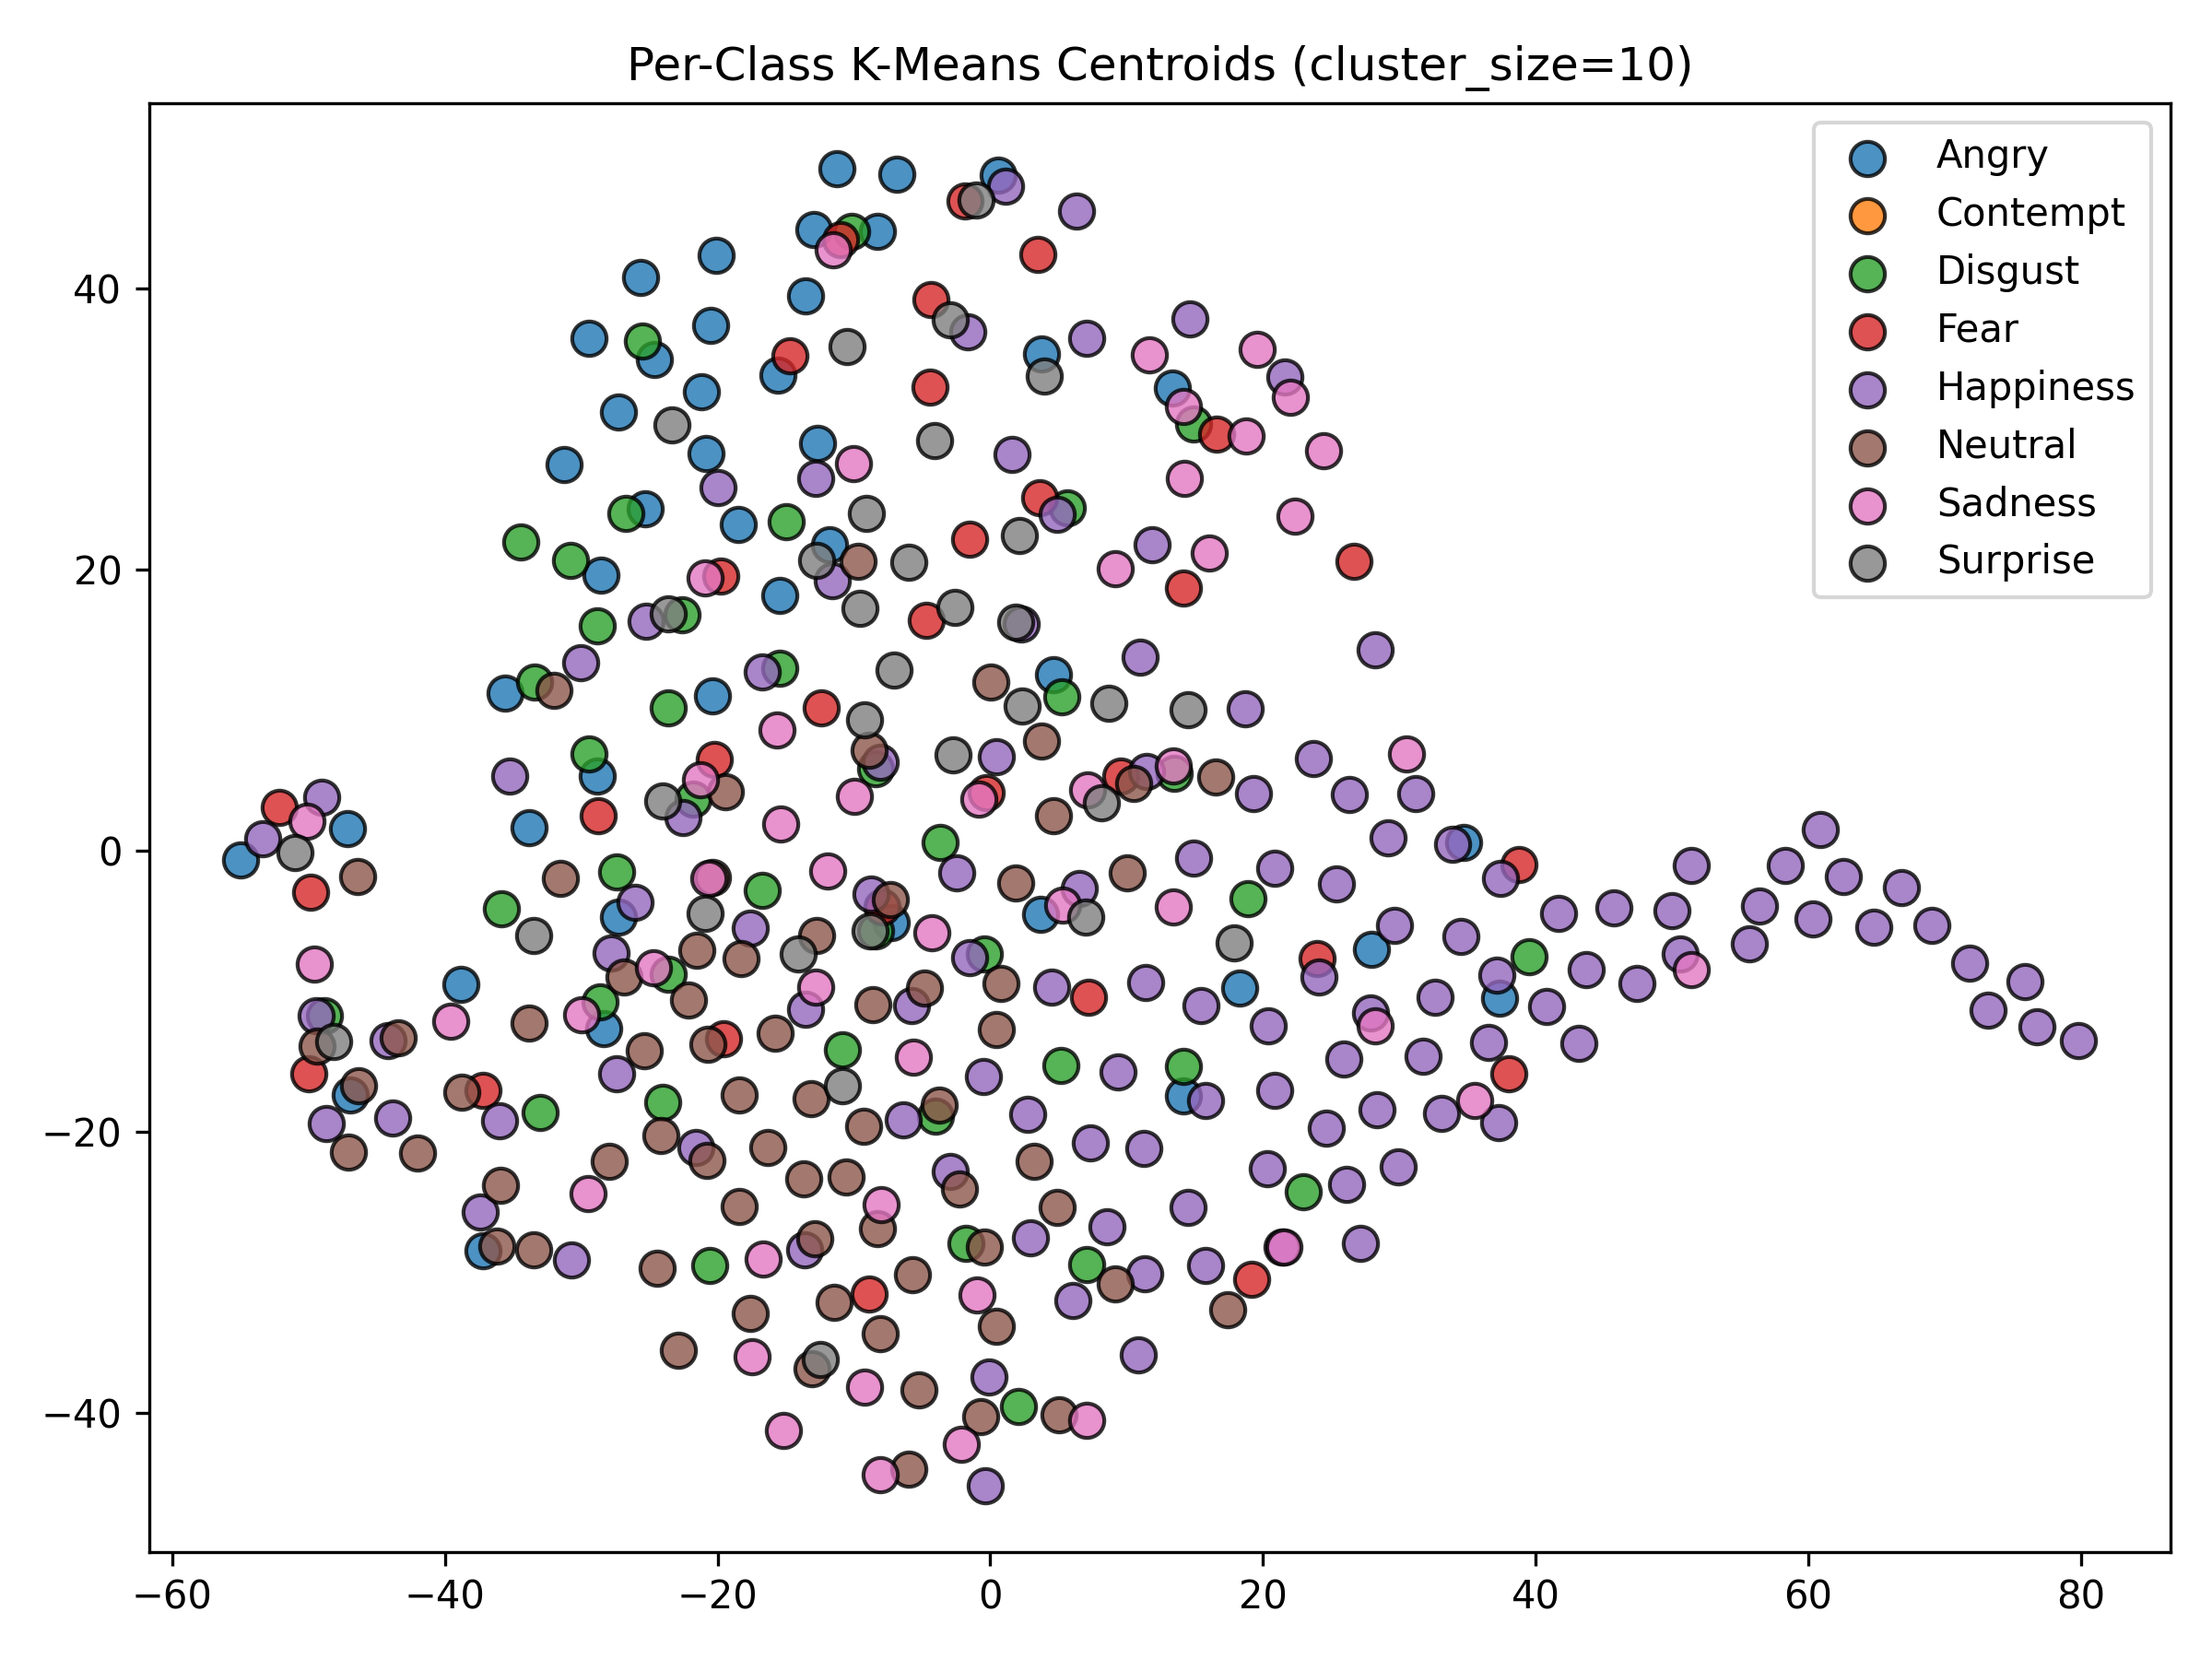 Per-Class K-Means Centroids (cluster_size=10)
Angry
Contempt
Disgust
Fear
Happiness
Neutral
Sadness
Surprise
40
20
0
−20
−40
−60
−40
−20
0
20
40
60
80